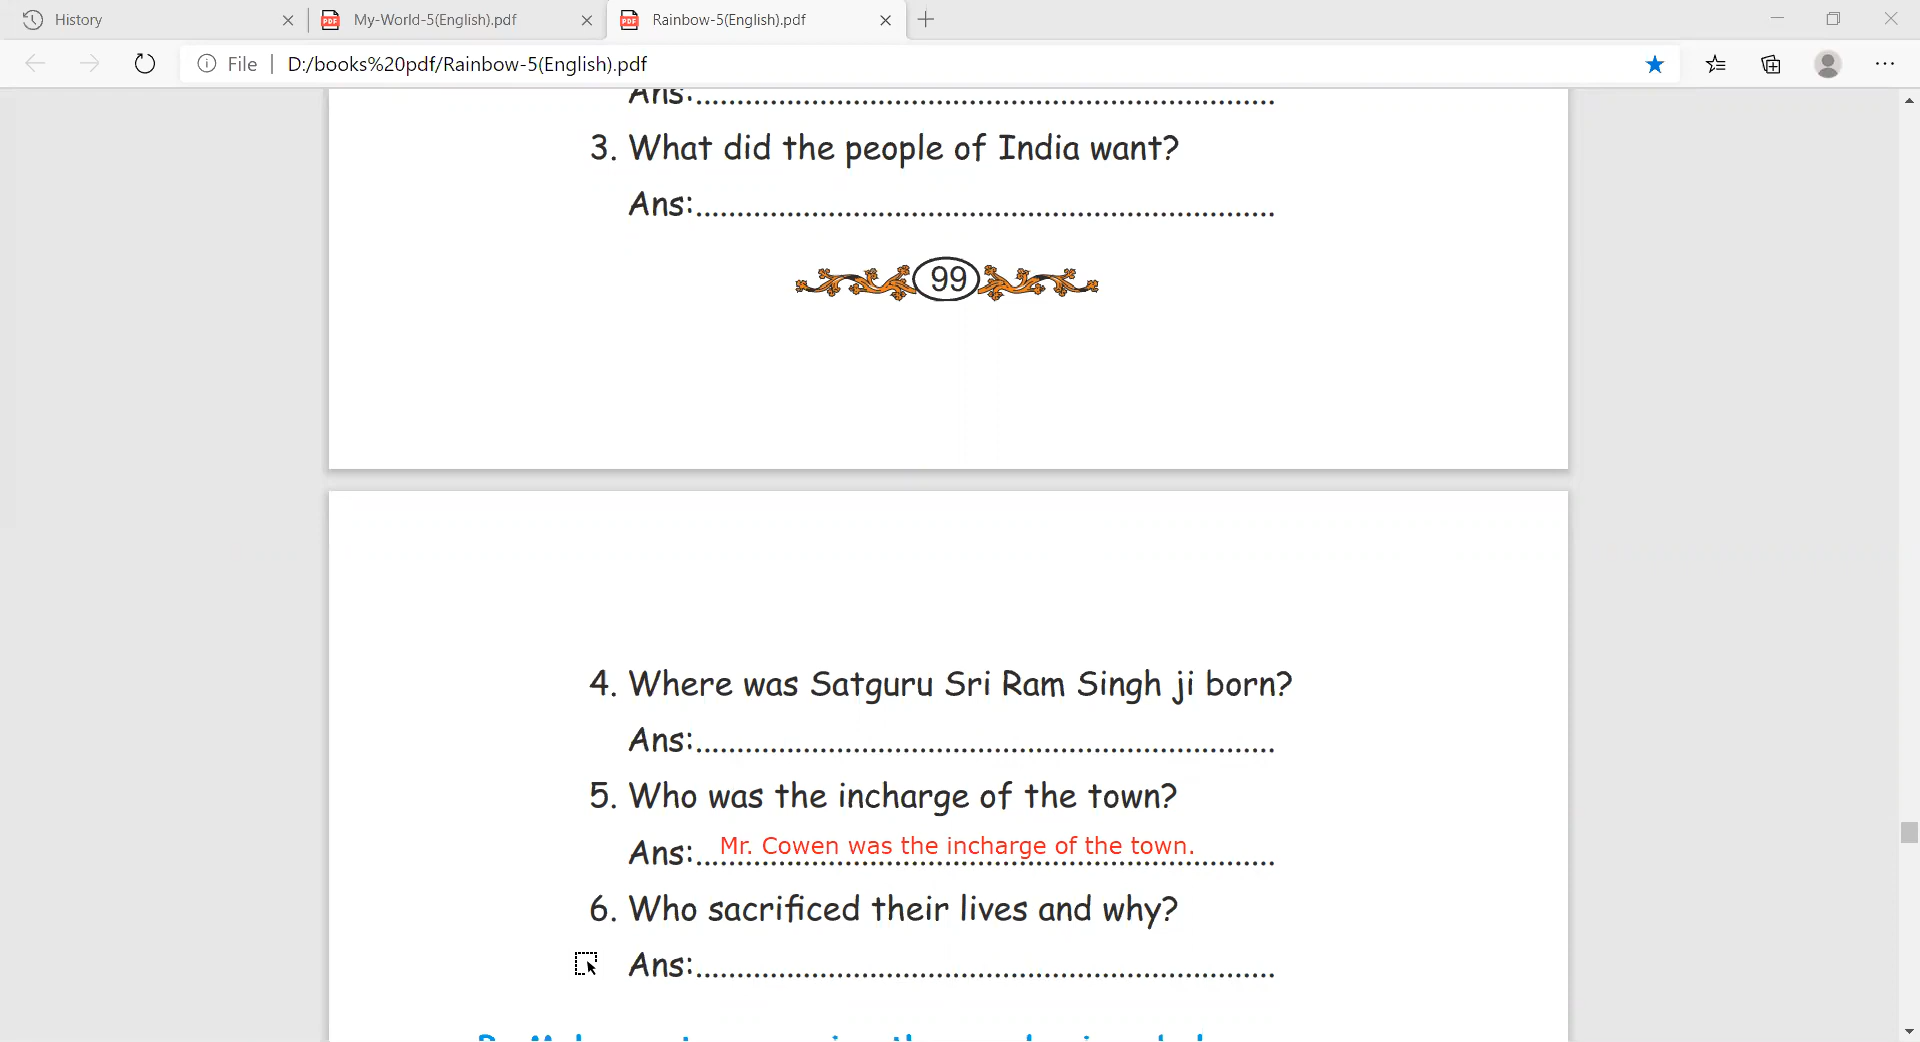 History
My-World-5(English).pdf
Rainbow-5(English).pdf
File
D:/books%20pdf/Rainbow-5(English).pdf
Ans:..........................................................................
3. What did the people of India want?
Ans:..........................................................................
99
4. Where was Satguru Sri Ram Singh ji born?
Ans:..........................................................................
5. Who was the incharge of the town?
Ans:... Mr. Cowen was the incharge of the town.
6. Who sacrificed their lives and why?
Ans:..........................................................................